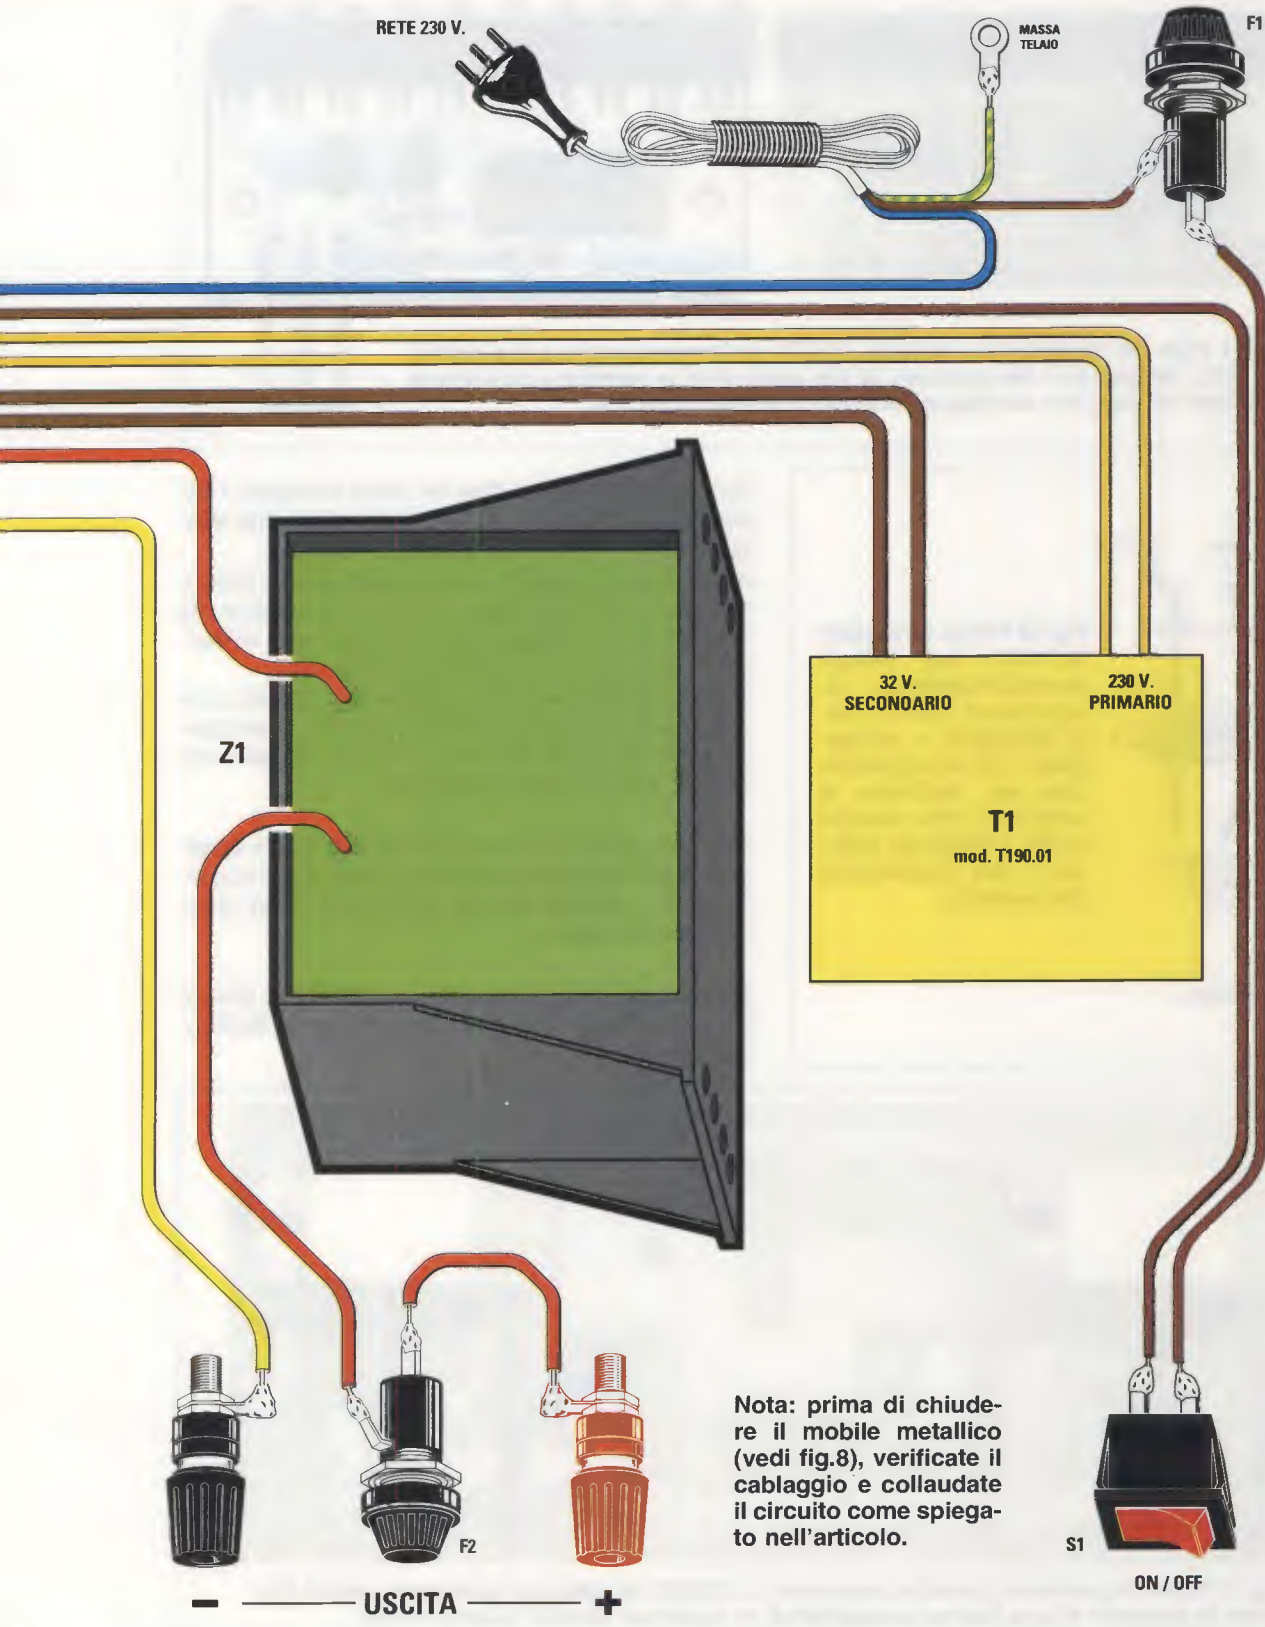 RETE 230 V.
MASSA
TELAIO
F1
32 V.
SECONOARIO
230 V.
PRIMARIO
Z1
T1
mod. T190.01
Nota: prima di chiude-
re il mobile metallico
(vedi fig.8), verificate il
cablaggio e collaudate
il circuito come spiega-
to nell'articolo.
F2
S1
ON / OFF
- USCITA +